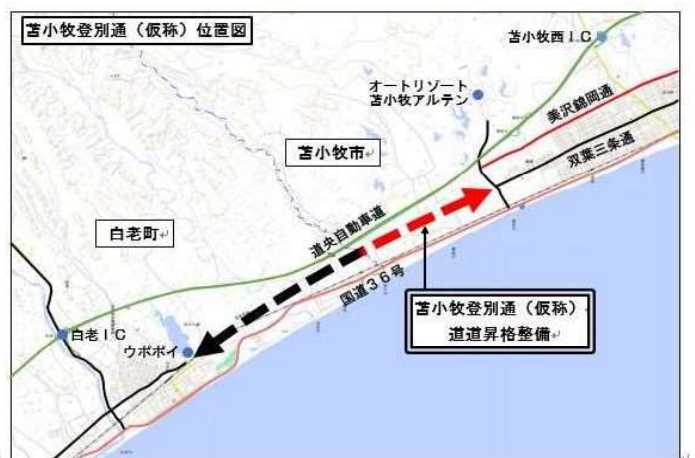 苫小牧登別通（仮称）位置図
苫小牧西ＩＣ
オートリゾート
苫小牧アルテン
美沢錦岡通
双葉三条通
苫小牧市
白老町
道央自動車道
国道３６号
苫小牧登別通（仮称）
道道昇格整備
白老ＩＣ
ウポポイ